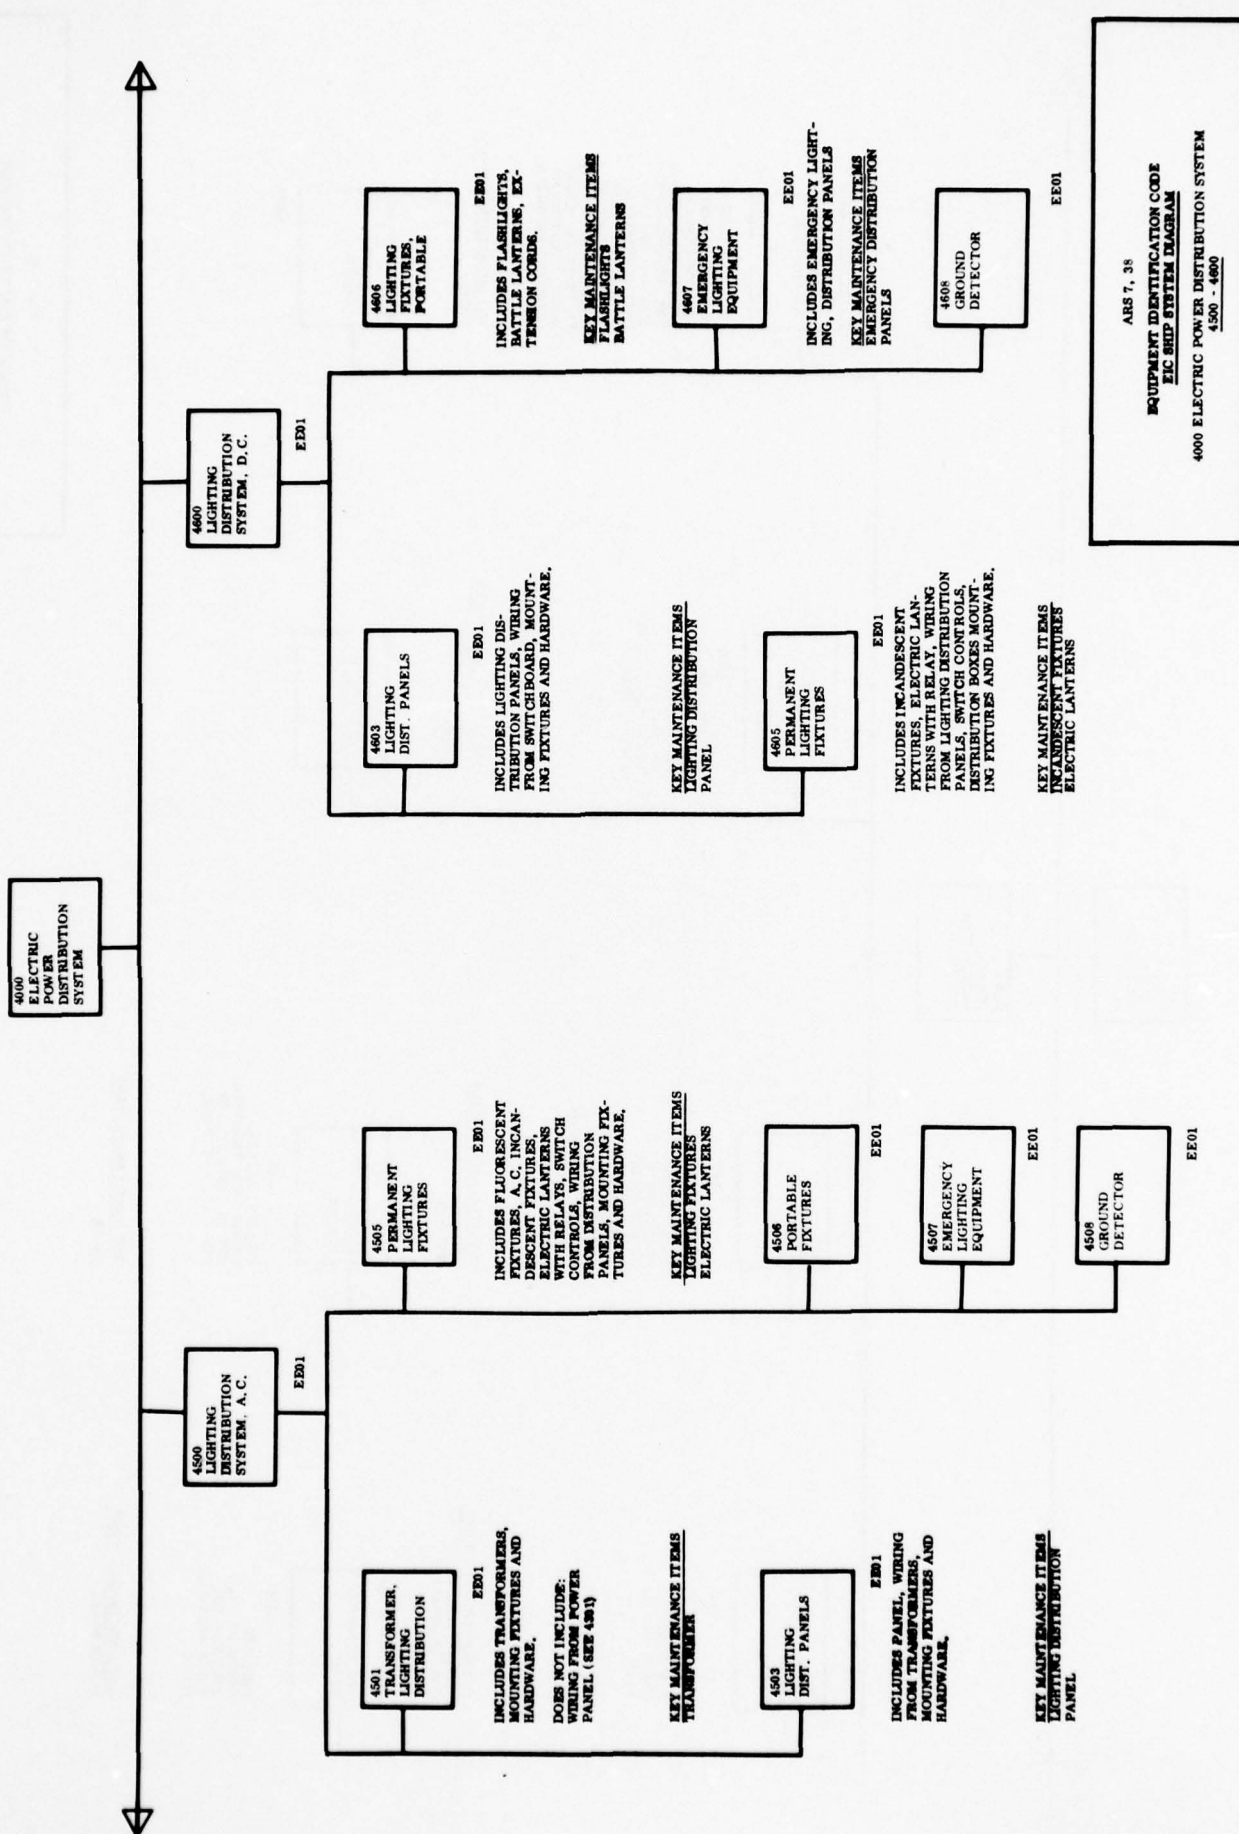 4000
ELECTRIC
POWER
DISTRIBUTION
SYSTEM
4500
LIGHTING
DISTRIBUTION
SYSTEM, A.C.
EE01
4501
TRANSFORMER,
LIGHTING
DISTRIBUTION
EE01
INCLUDES TRANSFORMERS,
MOUNTING FIXTURES AND
HARDWARE.
DOES NOT INCLUDE:
WIRING FROM POWER
PANEL (SEE 4301)
KEY MAINTENANCE ITEMS
TRANSFORMER
4503
LIGHTING
DIST. PANELS
EE01
INCLUDES PANEL, WIRING
FROM TRANSFORMERS,
MOUNTING FIXTURES AND
HARDWARE.
KEY MAINTENANCE ITEMS
LIGHTING DISTRIBUTION
PANEL
4505
PERMANENT
LIGHTING
FIXTURES
EE01
INCLUDES FLUORESCENT
FIXTURES, A.C. INCAN-
DESCENT FIXTURES,
ELECTRIC LANTERNS
WITH RELAYS, SWITCH
CONTROLS, WIRING
FROM DISTRIBUTION
PANELS, MOUNTING FIX-
TURES AND HARDWARE.
KEY MAINTENANCE ITEMS
LIGHTING FIXTURES
ELECTRIC LANTERNS
4506
PORTABLE
FIXTURES
EE01
4507
EMERGENCY
LIGHTING
EQUIPMENT
EE01
4508
GROUND
DETECTOR
EE01
4600
LIGHTING
DISTRIBUTION
SYSTEM, D.C.
EE01
4603
LIGHTING
DIST. PANELS
EE01
INCLUDES LIGHTING DIS-
TRIBUTION PANELS, WIRING
FROM SWITCHBOARD, MOUNT-
ING FIXTURES AND HARDWARE.
KEY MAINTENANCE ITEMS
LIGHTING DISTRIBUTION
PANEL
4605
PERMANENT
LIGHTING
FIXTURES
EE01
INCLUDES INCANDESCENT
FIXTURES, ELECTRIC LAN-
TERNS WITH RELAY, WIRING
FROM LIGHTING DISTRIBUTION
PANELS, SWITCH CONTROLS,
DISTRIBUTION BOXES MOUNT-
ING FIXTURES AND HARDWARE.
KEY MAINTENANCE ITEMS
INCANDESCENT FIXTURES
ELECTRIC LANTERNS
4606
LIGHTING
FIXTURES,
PORTABLE
EE01
INCLUDES FLASHLIGHTS,
BATTLE LANTERNS, EX-
TENSION CORDS.
KEY MAINTENANCE ITEMS
FLASHLIGHTS
BATTLE LANTERNS
4607
EMERGENCY
LIGHTING
EQUIPMENT
EE01
INCLUDES EMERGENCY LIGHT-
ING, DISTRIBUTION PANELS
KEY MAINTENANCE ITEMS
EMERGENCY DISTRIBUTION
PANELS
4608
GROUND
DETECTOR
EE01
ARS 7, 38
EQUIPMENT IDENTIFICATION CODE
EIC SHIP SYSTEM DIAGRAM
4000 ELECTRIC POWER DISTRIBUTION SYSTEM
4500 - 4600